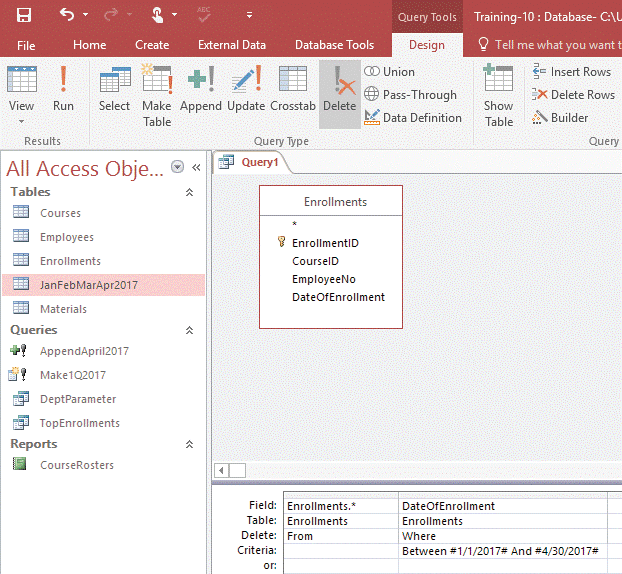 Query Tools Training-10 : Database- C:\U
File Home Create External Data Database Tools Design Tell me what you want t
View Run Select Make Table Append Update Crosstab Delete Show Table
Union
Pass-Through
Data Definition
Insert Rows
Delete Rows
Builder
Results Query Type Query
All Access Obje...
Tables
Courses
Employees
Enrollments
JanFebMarApr2017
Materials
Queries
AppendApril2017
Make1Q2017
DeptParameter
TopEnrollments
Reports
CourseRosters
Query1
Enrollments
*
EnrollmentID
CourseID
EmployeeNo
DateOfEnrollment
Field: Enrollments.* DateOfEnrollment
Table: Enrollments Enrollments
Delete: From Where
Criteria: Between #1/1/2017# And #4/30/2017#
or: